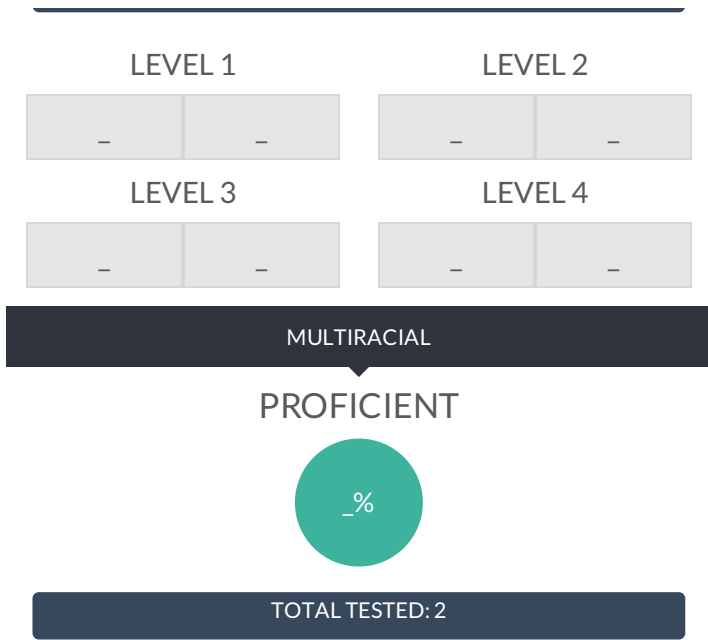 LEVEL 1 LEVEL 2
_ _ _ _
LEVEL 3 LEVEL 4
_ _ _ _
MULTIRACIAL
PROFICIENT
_%
TOTAL TESTED: 2